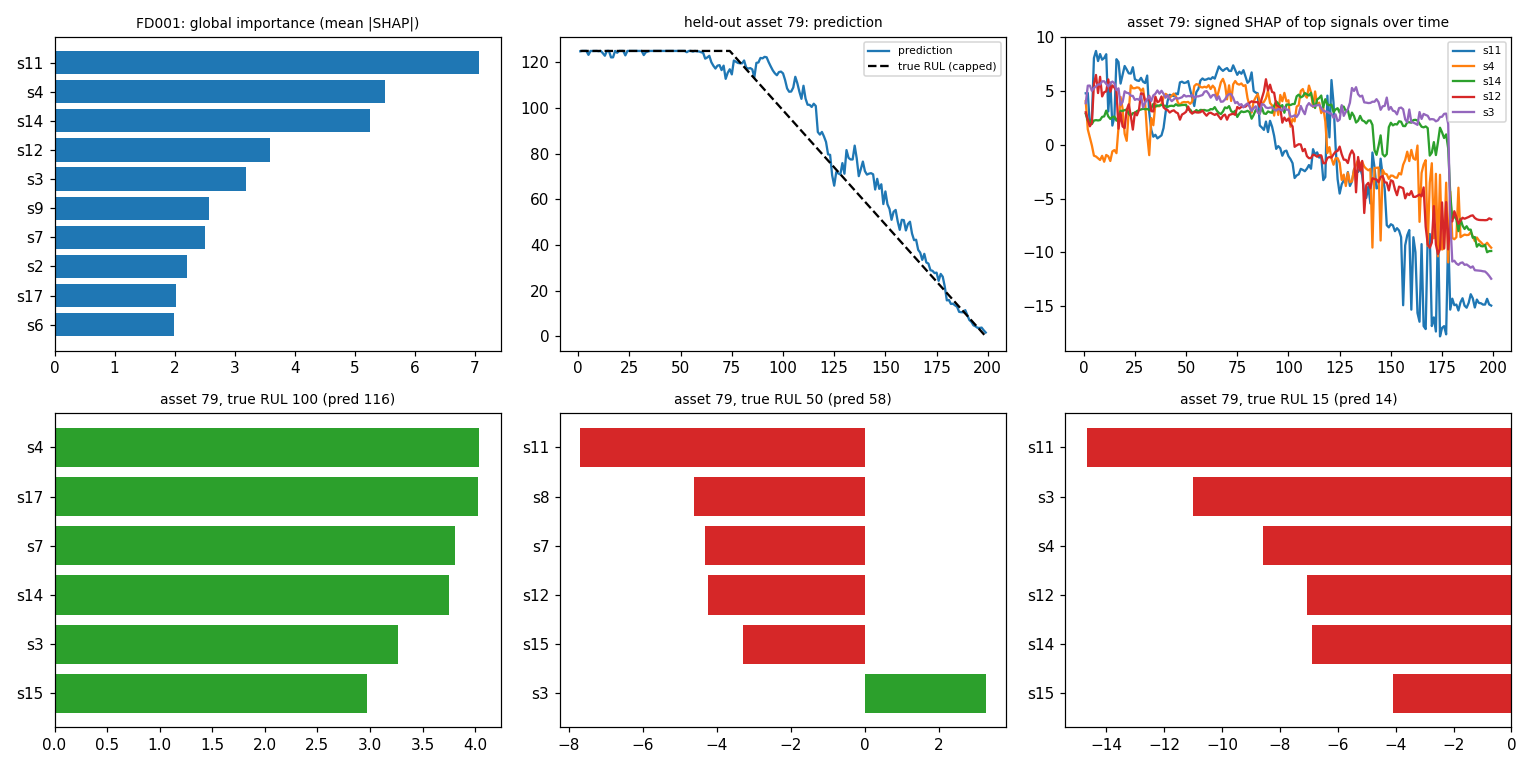 FD001: global importance (mean |SHAP|)
s11
s4
s14
s12
s3
s9
s7
s2
s17
s6
0 1 2 3 4 5 6 7
held-out asset 79: prediction
prediction
true RUL (capped)
120
100
80
60
40
20
0
0 25 50 75 100 125 150 175 200
asset 79: signed SHAP of top signals over time
s11
s4
s14
s12
s3
10
5
0
−5
−10
−15
0 25 50 75 100 125 150 175 200
asset 79, true RUL 100 (pred 116)
s4
s17
s7
s14
s3
s15
0.0 0.5 1.0 1.5 2.0 2.5 3.0 3.5 4.0
asset 79, true RUL 50 (pred 58)
s11
s8
s7
s12
s15
s3
−8 −6 −4 −2 0 2
asset 79, true RUL 15 (pred 14)
s11
s3
s4
s12
s14
s15
−14 −12 −10 −8 −6 −4 −2 0